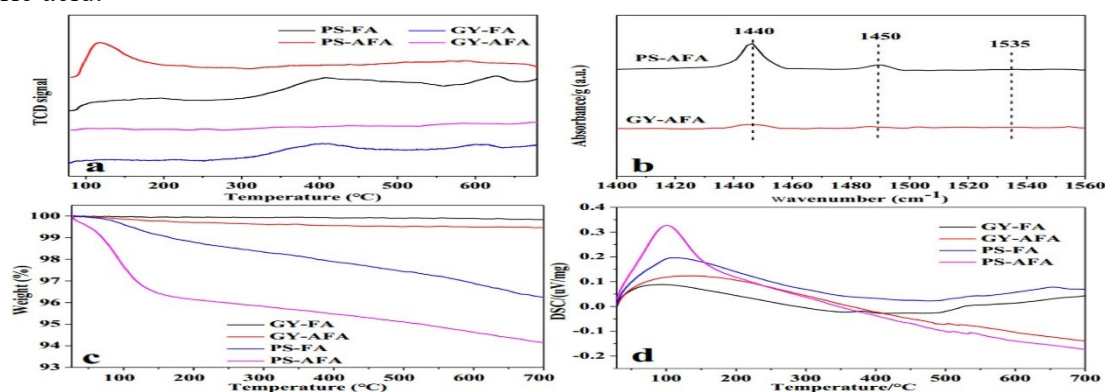 PS-FA GY-FA
PS-AFA GY-AFA
TCD signal
a
100 200 300 400 500 600
Temperature (°C)
1440 1450 1535
PS-AFA
GY-AFA
Absorbance/g (a.u.)
b
1400 1420 1440 1460 1480 1500 1520 1540 1560
wavenumber (cm⁻¹)
100
99
98
97
96
95
94
93
Weight (%)
GY-FA
GY-AFA
PS-FA
PS-AFA
c
100 200 300 400 500 600 700
Temperature (°C)
0.4
0.3
0.2
0.1
0.0
-0.1
-0.2
DSC/(uV/mg)
GY-FA
GY-AFA
PS-FA
PS-AFA
d
100 200 300 400 500 600 700
Temperature/°C